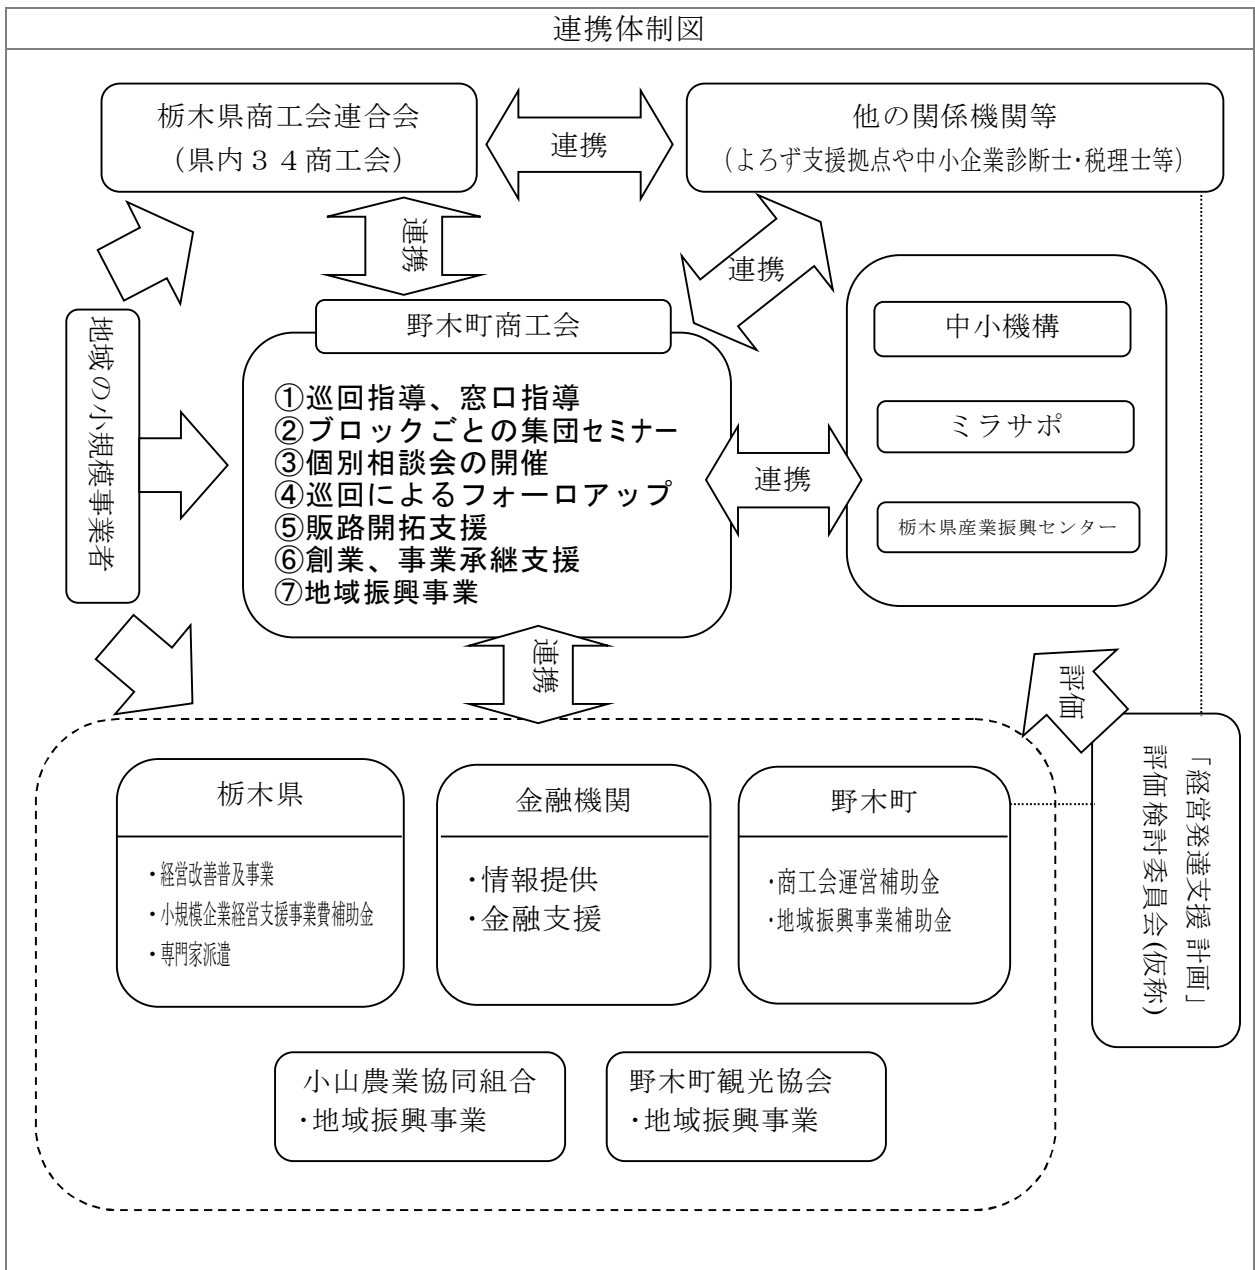 連携体制図
栃木県商工会連合会
（県内３４商工会）
連携
他の関係機関等
（よろず支援拠点や中小企業診断士･税理士等）
連携
連携
地域の小規模事業者
野木町商工会
①巡回指導、窓口指導
②ブロックごとの集団セミナー
③個別相談会の開催
④巡回によるフォーロアップ
⑤販路開拓支援
⑥創業、事業承継支援
⑦地域振興事業
連携
中小機構
ミラサポ
栃木県産業振興センター
連携
評価
「経営発達支援 計画」
評価検討委員会(仮称)
栃木県
・経営改善普及事業
・小規模企業経営支援事業費補助金
・専門家派遣
金融機関
・情報提供
・金融支援
野木町
・商工会運営補助金
・地域振興事業補助金
小山農業協同組合
・地域振興事業
野木町観光協会
・地域振興事業